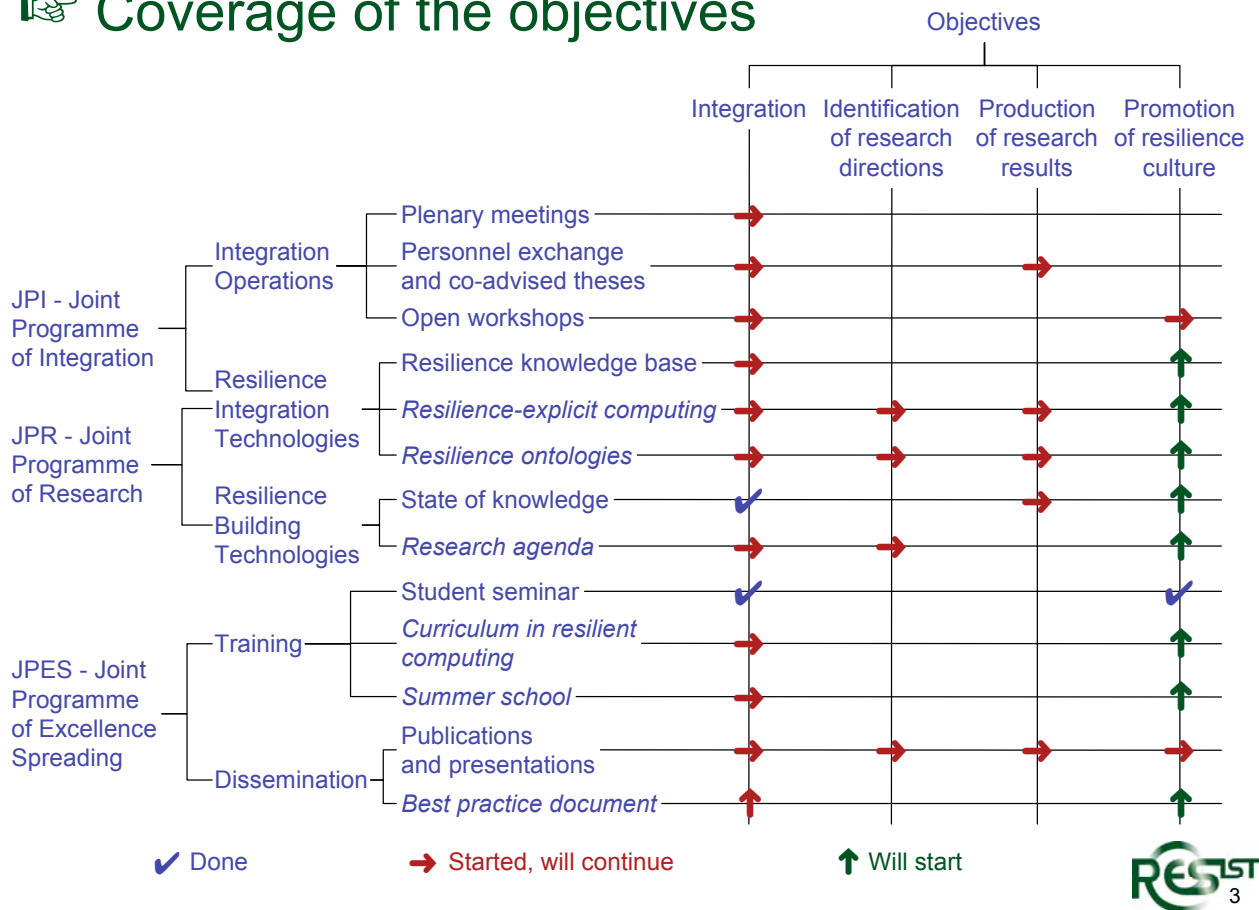 Coverage of the objectives
Objectives
Integration
Identification
of research
directions
Production
of research
results
Promotion
of resilience
culture
JPI - Joint
Programme
of Integration
Integration
Operations
Plenary meetings
Personnel exchange
and co-advised theses
Open workshops
JPR - Joint
Programme
of Research
Resilience
Integration
Technologies
Resilience knowledge base
Resilience-explicit computing
Resilience ontologies
Resilience
Building
Technologies
State of knowledge
Research agenda
JPES - Joint
Programme
of Excellence
Spreading
Training
Student seminar
Curriculum in resilient
computing
Summer school
Dissemination
Publications
and presentations
Best practice document
Done
Started, will continue
Will start
RESIST
3